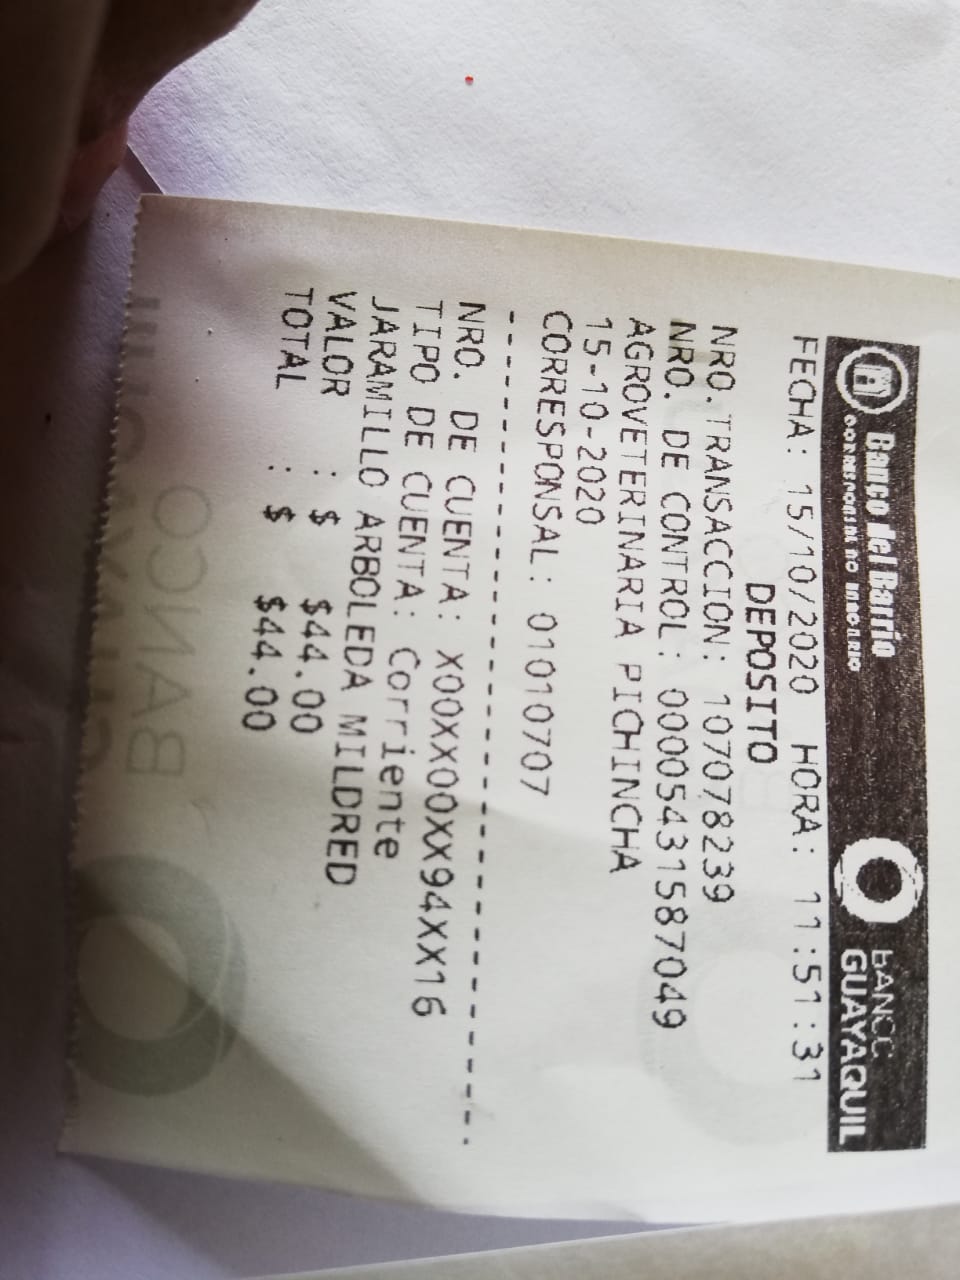 Banco del Barrio
CORRESPONSAL NO BANCARIO
BANCO
GUAYAQUIL
FECHA: 15/10/2020 HORA: 11:51:31
DEPOSITO
NRO.TRANSACCION: 107078239
NRO. DE CONTROL: 00005431587049
AGROVETERINARIA PICHINCHA
15-10-2020
CORRESPONSAL: 01010707
NRO. DE CUENTA: X00XXX00XXX94XX16
TIPO DE CUENTA: Corriente
JARAMILLO ARBOLEDA MILDRED
VALOR : $ $44.00
TOTAL : $ $44.00
BANCO